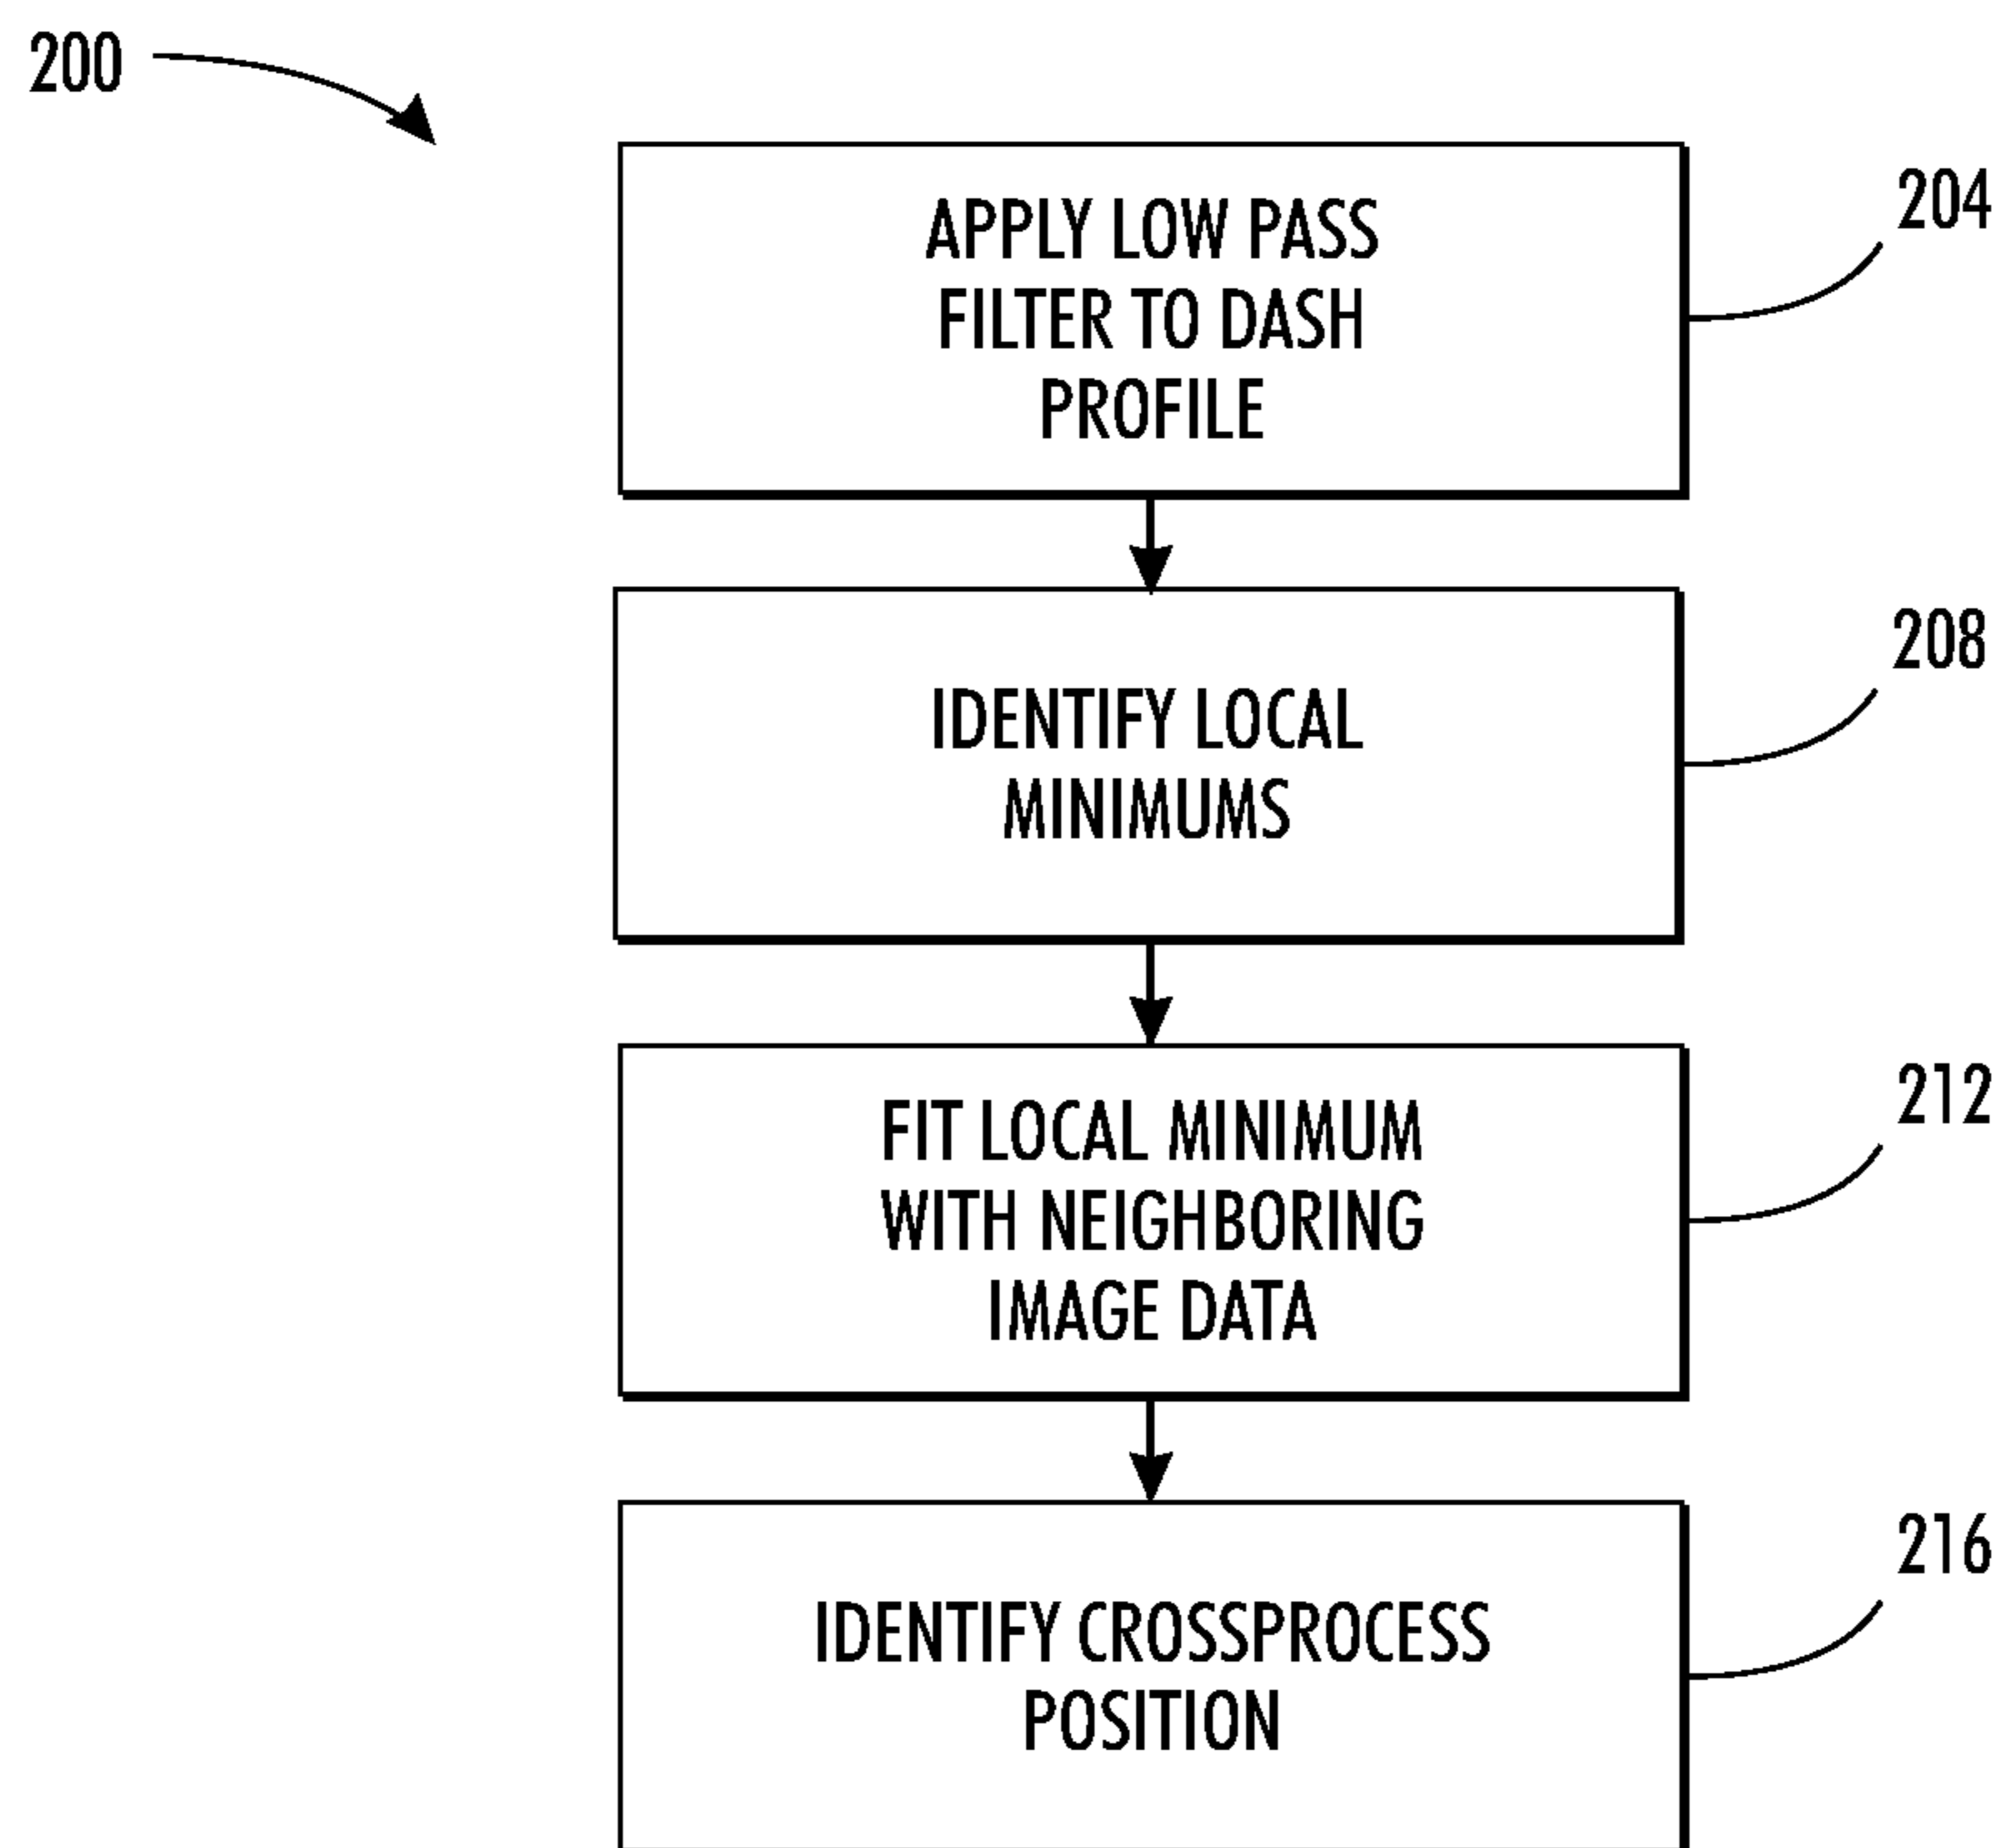 200
APPLY LOW PASS
FILTER TO DASH
PROFILE
204
IDENTIFY LOCAL
MINIMUMS
208
FIT LOCAL MINIMUM
WITH NEIGHBORING
IMAGE DATA
212
IDENTIFY CROSSPROCESS
POSITION
216